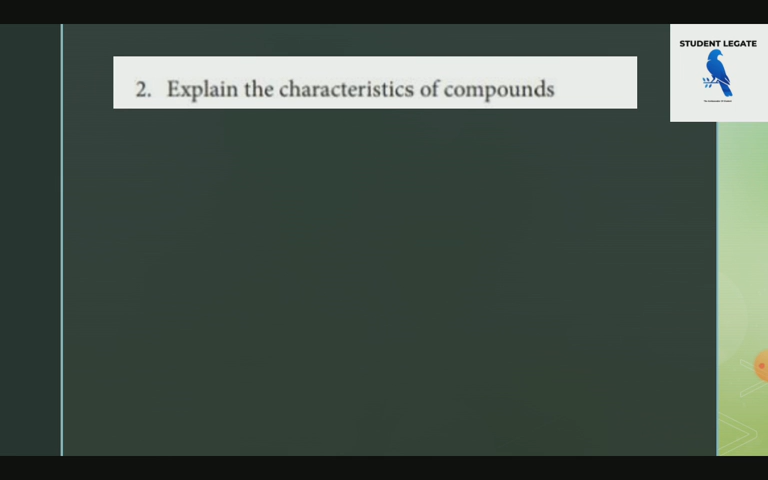 STUDENT LEGATE
2. Explain the characteristics of compounds